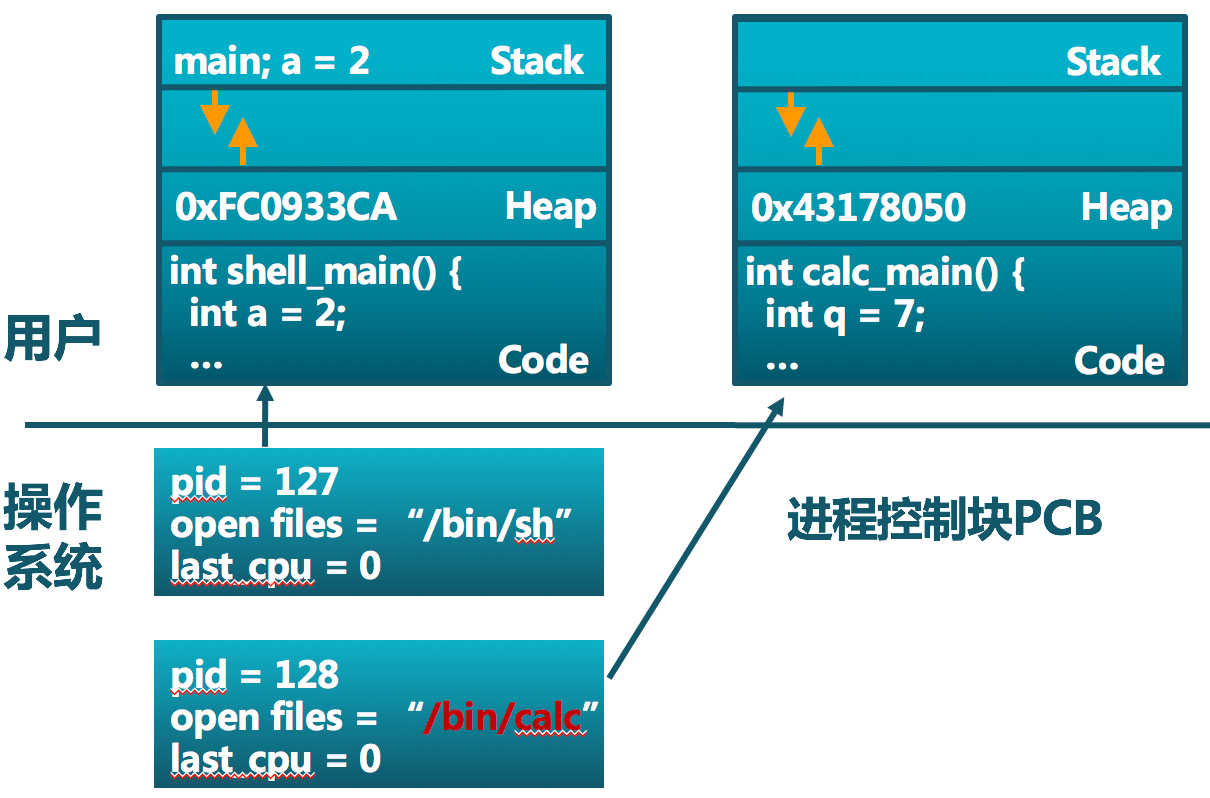 main; a = 2 Stack
0xFC0933CA Heap
int shell_main() {
int a = 2;
... Code
Stack
0x43178050 Heap
int calc_main() {
int q = 7;
... Code
用户
操作
系统
pid = 127
open files = “/bin/sh”
last_cpu = 0
进程控制块PCB
pid = 128
open files = “/bin/calc”
last_cpu = 0